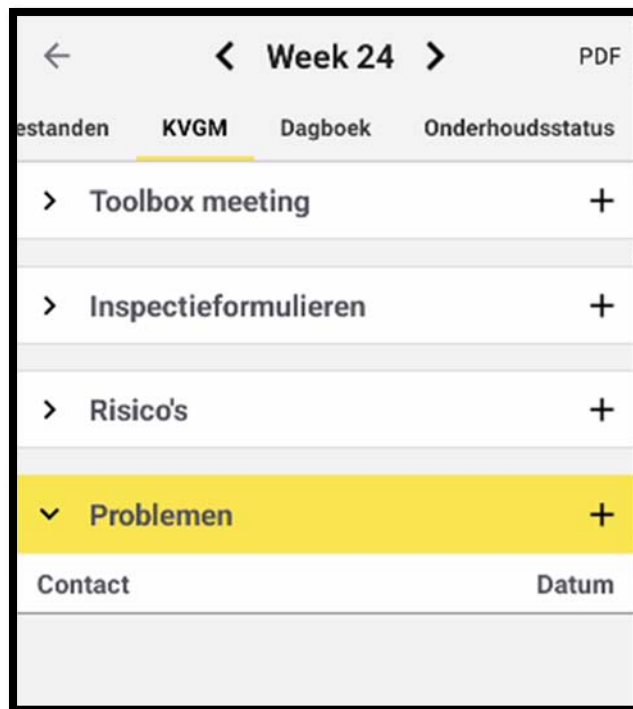 Week 24 PDF
estanden KVGM Dagboek Onderhoudsstatus
Toolbox meeting
Inspectieformulieren
Risico's
Problemen
Contact Datum